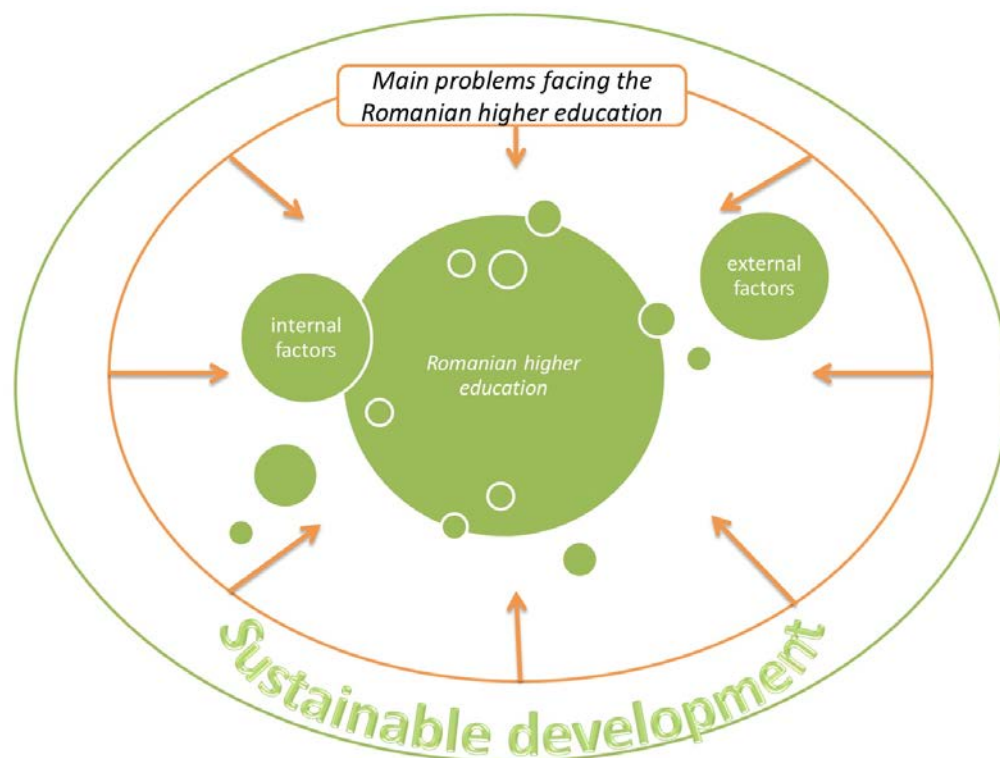 Main problems facing the
Romanian higher education
external
factors
internal
factors
Romanian higher
education
Sustainable development